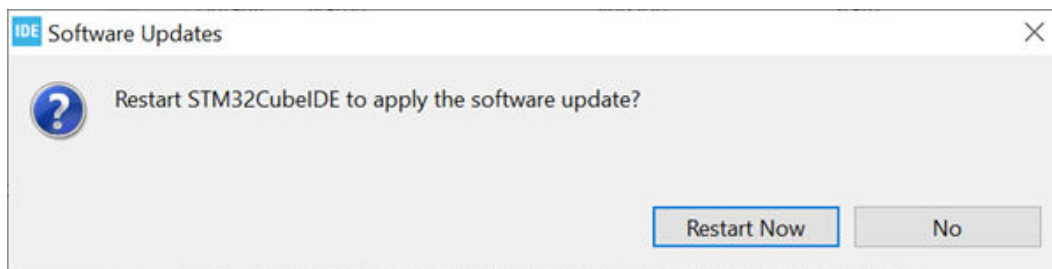 IDE Software Updates
Restart STM32CubeIDE to apply the software update?
Restart Now No